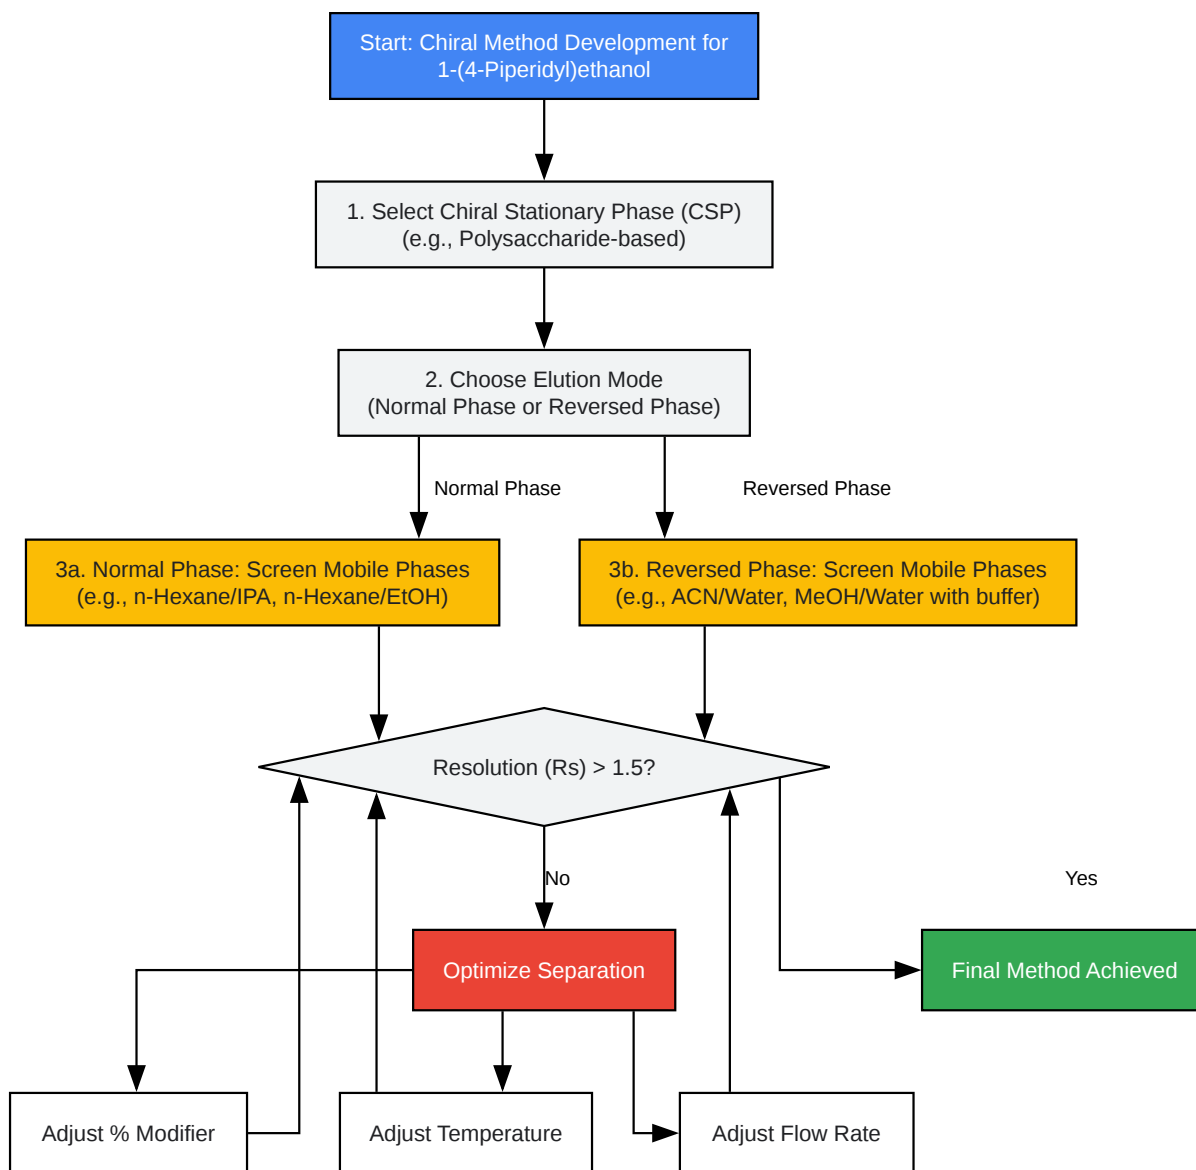 Start: Chiral Method Development for
1-(4-Piperidyl)ethanol
1. Select Chiral Stationary Phase (CSP)
(e.g., Polysaccharide-based)
2. Choose Elution Mode
(Normal Phase or Reversed Phase)
Normal Phase
Reversed Phase
3a. Normal Phase: Screen Mobile Phases
(e.g., n-Hexane/IPA, n-Hexane/EtOH)
3b. Reversed Phase: Screen Mobile Phases
(e.g., ACN/Water, MeOH/Water with buffer)
Resolution (Rs) > 1.5?
No
Yes
Optimize Separation
Final Method Achieved
Adjust % Modifier
Adjust Temperature
Adjust Flow Rate